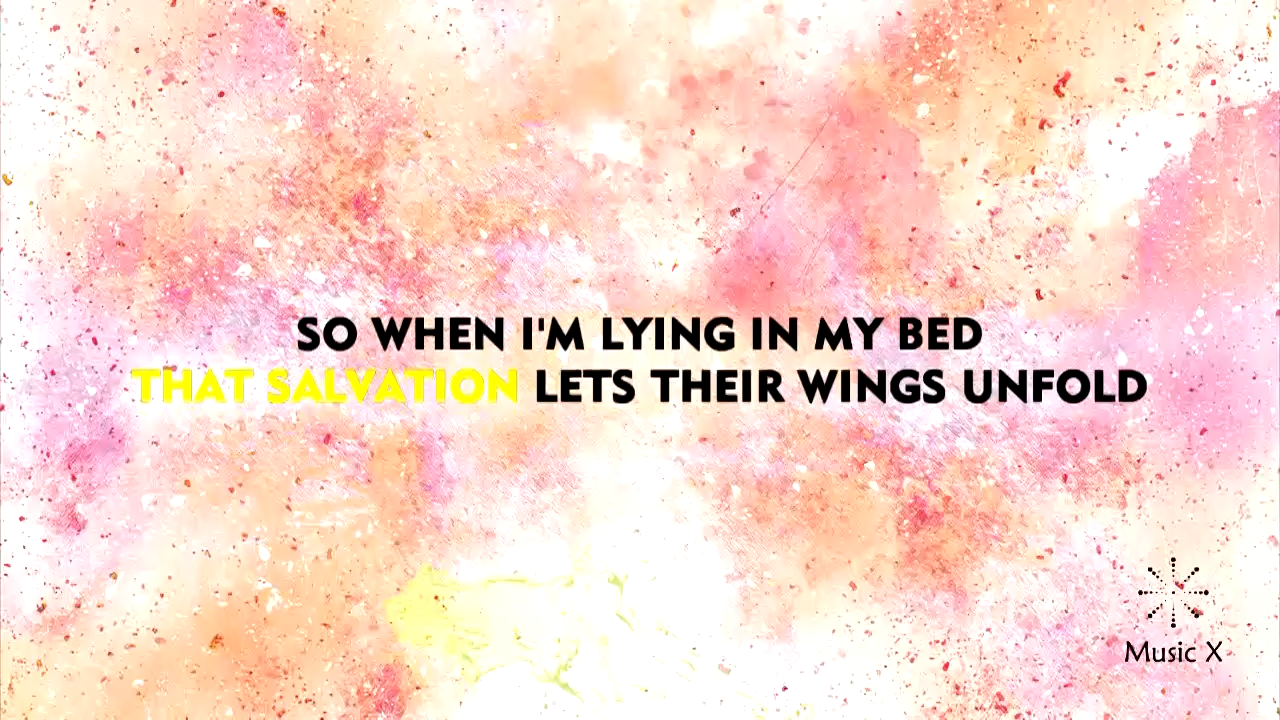 SO WHEN I'M LYING IN MY BED
THAT SALVATION LETS THEIR WINGS UNFOLD
Music X